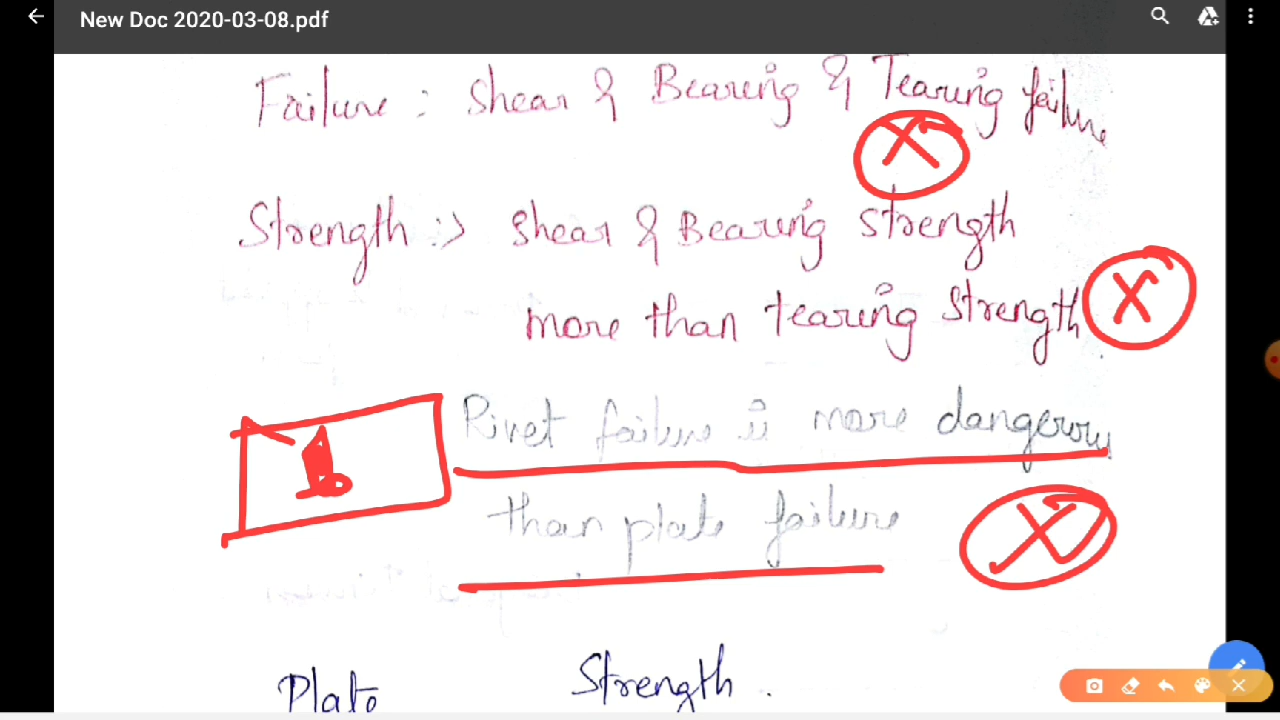 New Doc 2020-03-08.pdf
Failure : Shear & Bearing & Tearing failure
X
Strength :> Shear & Bearing strength
more than tearing strength X
1. Rivet failure is more dangerous
than plate failure X
Plate Strength .